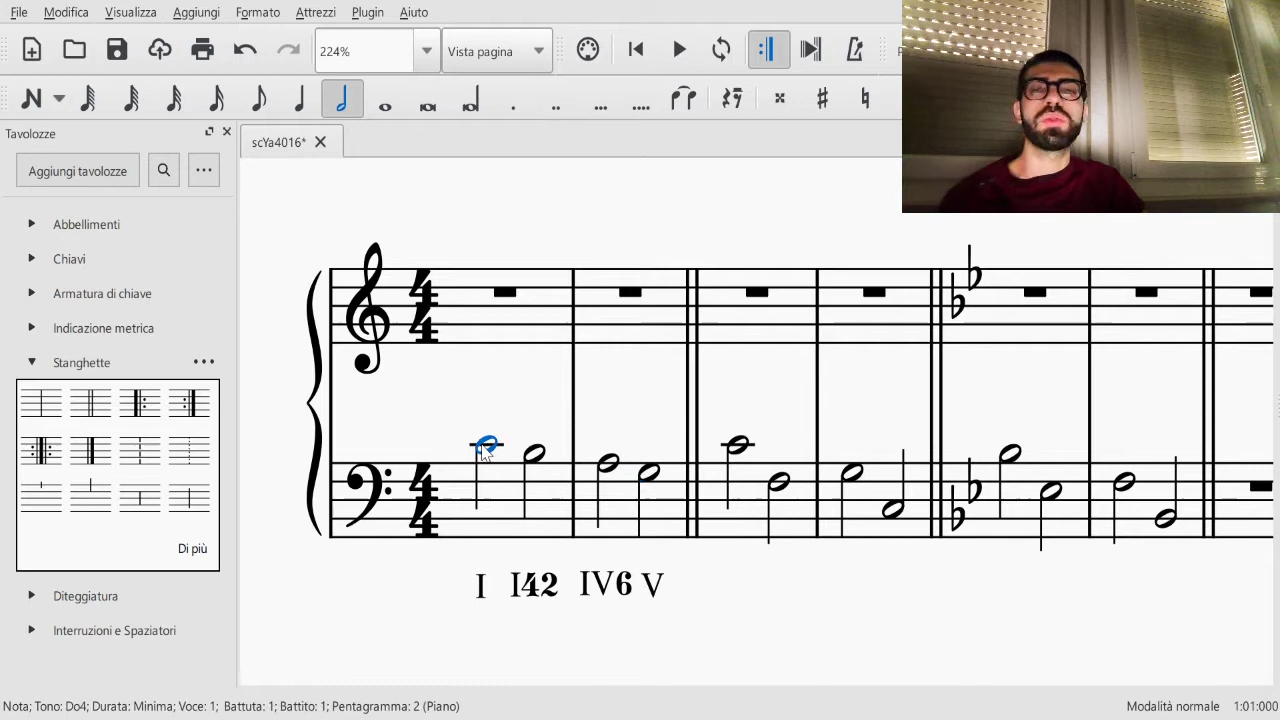 File Modifica Visualizza Aggiungi Formato Attrezzi Plugin Aiuto
224% Vista pagina
Tavolozze
scYa4016*
Aggiungi tavolozze
Abbellimenti
Chiavi
Armatura di chiave
Indicazione metrica
Stanghette
Di più
Diteggiatura
Interruzioni e Spaziatori
I I42 IV6 V
Nota; Tono: Do4; Durata: Minima; Voce: 1; Battuta: 1; Battito: 1; Pentagramma: 2 (Piano) Modalità normale 1:01:000